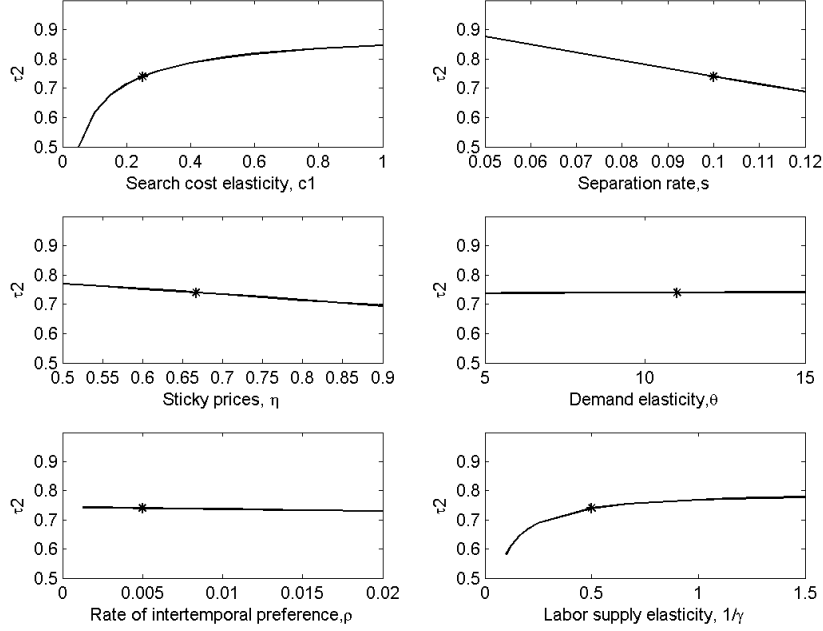 0.9
0.8
0.7
0.6
0.5
τ2
0 0.2 0.4 0.6 0.8 1
Search cost elasticity, c1
0.9
0.8
0.7
0.6
0.5
τ2
0.05 0.06 0.07 0.08 0.09 0.1 0.11 0.12
Separation rate,s
0.9
0.8
0.7
0.6
0.5
τ2
0.5 0.55 0.6 0.65 0.7 0.75 0.8 0.85 0.9
Sticky prices, η
0.9
0.8
0.7
0.6
0.5
τ2
5 10 15
Demand elasticity,θ
0.9
0.8
0.7
0.6
0.5
τ2
0 0.005 0.01 0.015 0.02
Rate of intertemporal preference,ρ
0.9
0.8
0.7
0.6
0.5
τ2
0 0.5 1 1.5
Labor supply elasticity, 1/γ